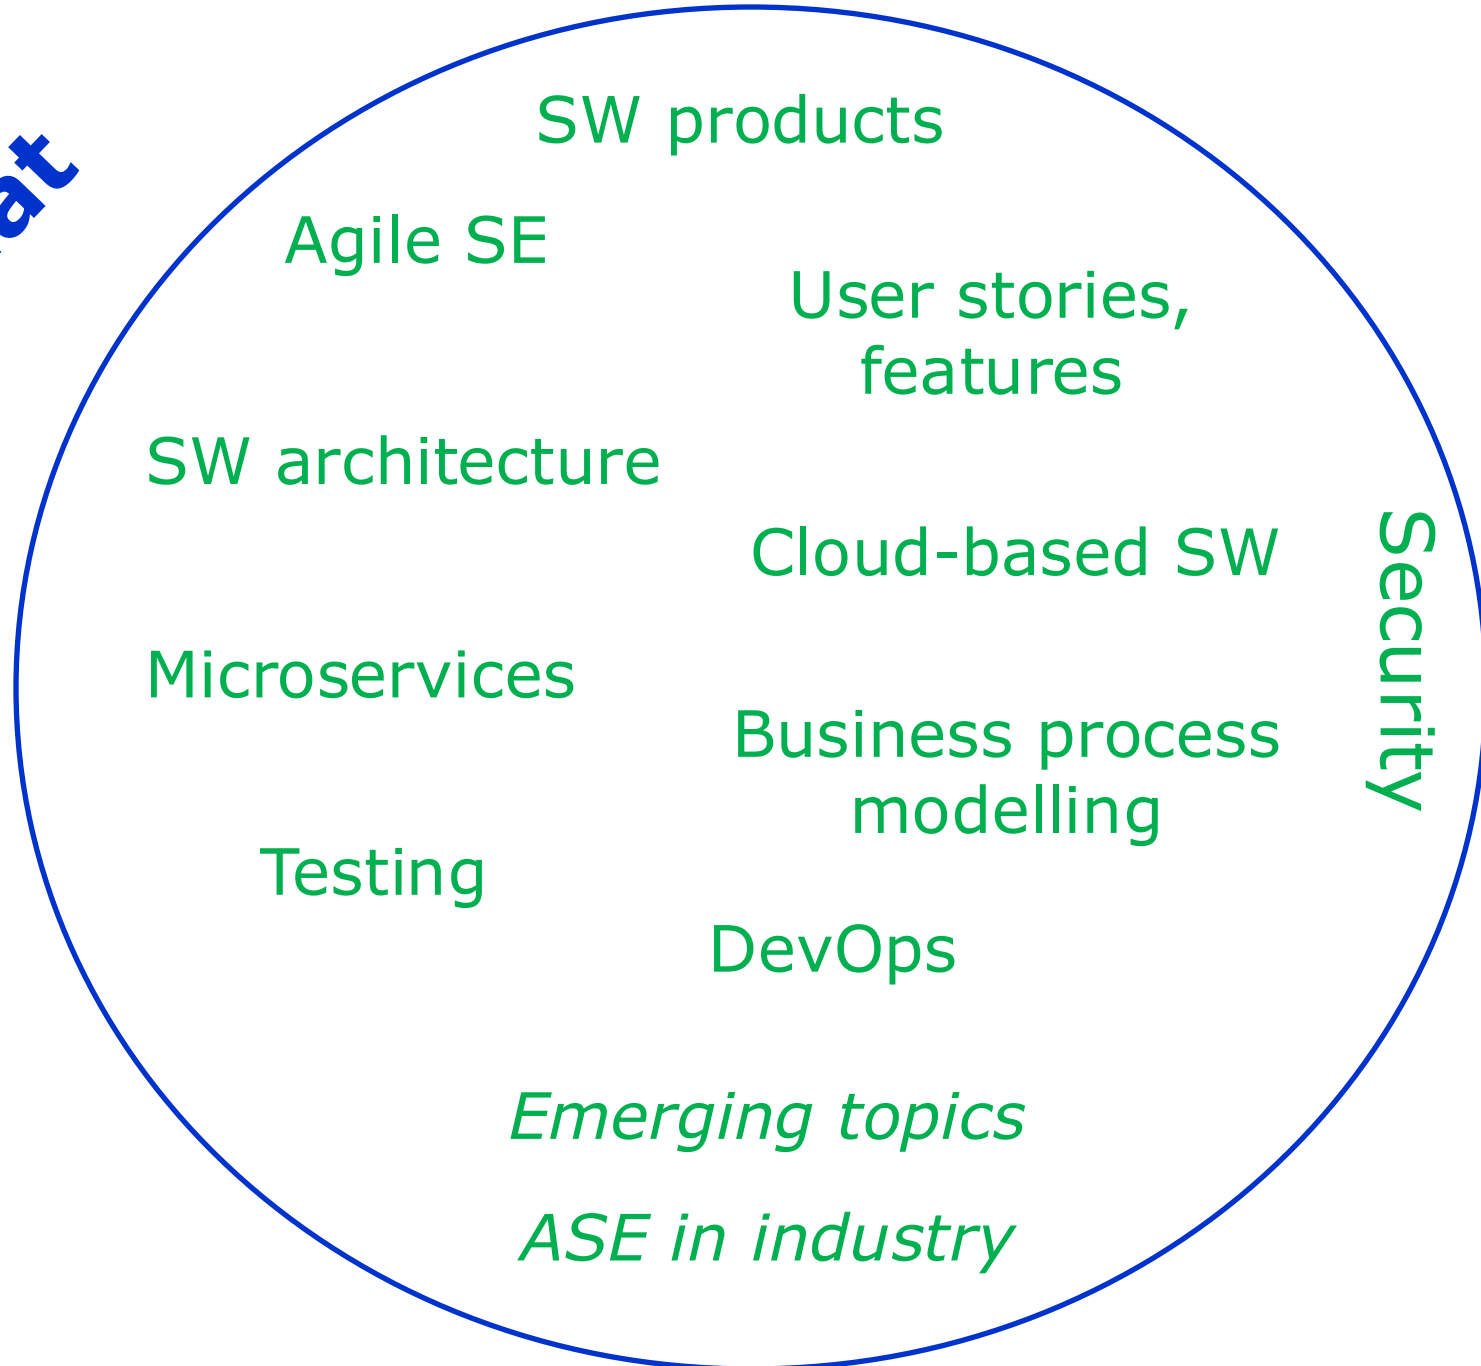 SW products
Agile SE
User stories,
features
SW architecture
Cloud-based SW
Security
Microservices
Business process
modelling
Testing
DevOps
Emerging topics
ASE in industry